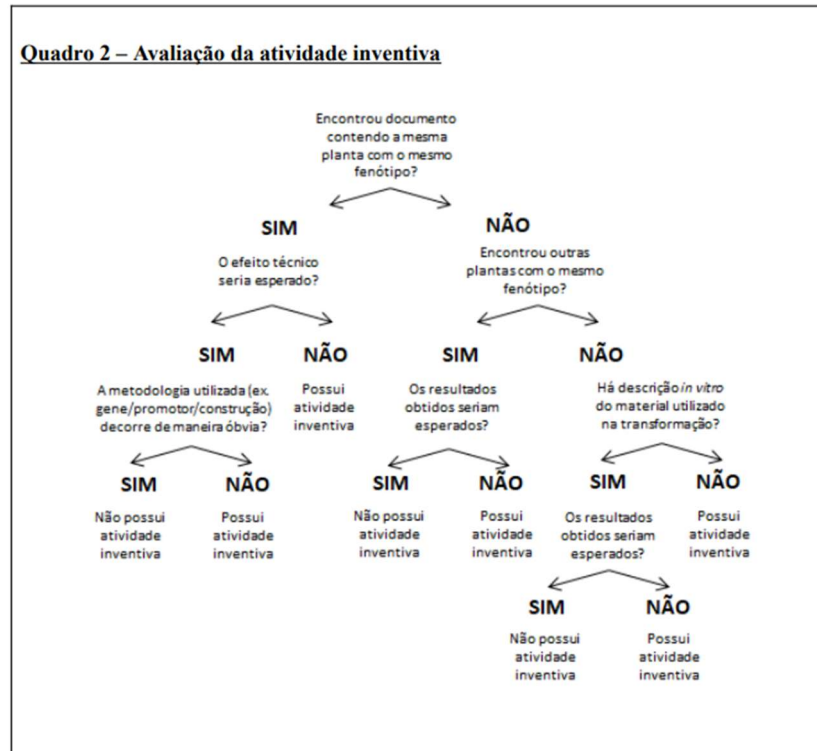 Quadro 2 – Avaliação da atividade inventiva
Encontrou documento
contendo a mesma
planta com o mesmo
fenótipo?
SIM
NÃO
O efeito técnico
seria esperado?
Encontrou outras
plantas com o mesmo
fenótipo?
SIM
NÃO
SIM
NÃO
A metodologia utilizada (ex.
gene/promotor/construção)
decorre de maneira óbvia?
Possui
atividade
inventiva
Os resultados
obtidos seriam
esperados?
Há descrição in vitro
do material utilizado
na transformação?
SIM
NÃO
SIM
NÃO
SIM
NÃO
Não possui
atividade
inventiva
Possui
atividade
inventiva
Não possui
atividade
inventiva
Possui
atividade
inventiva
Os resultados
obtidos seriam
esperados?
Possui
atividade
inventiva
SIM
NÃO
Não possui
atividade
inventiva
Possui
atividade
inventiva